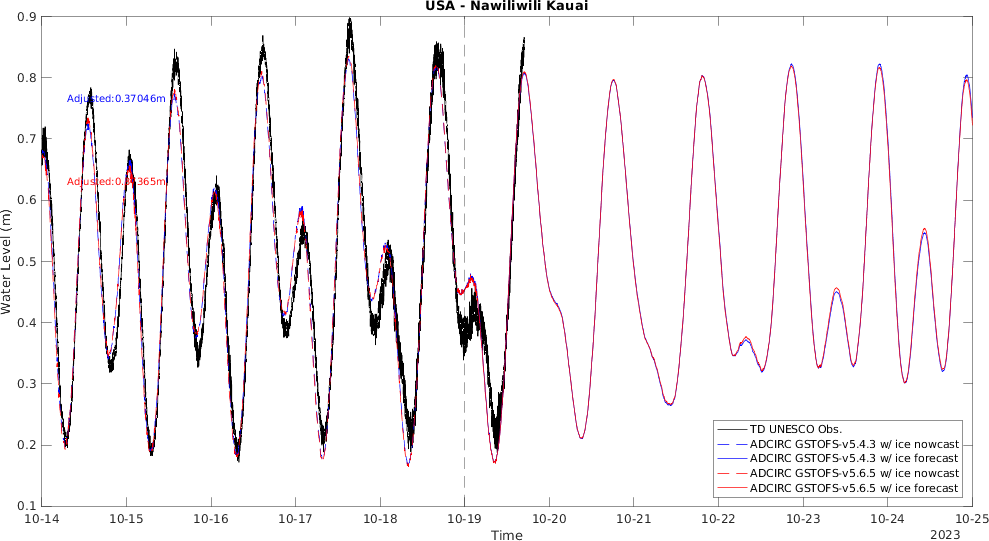 USA - Nawiliwili Kauai
0.9
0.8
0.7
0.6
0.5
0.4
0.3
0.2
0.1
Water Level (m)
Adjusted:0.37046m
TD UNESCO Obs.
ADCIRC GSTOFS-v5.4.3 w/ ice nowcast
ADCIRC GSTOFS-v5.4.3 w/ ice forecast
ADCIRC GSTOFS-v5.6.5 w/ ice nowcast
ADCIRC GSTOFS-v5.6.5 w/ ice forecast
10-14 10-15 10-16 10-17 10-18 10-19 10-20 10-21 10-22 10-23 10-24 10-25
Time
2023